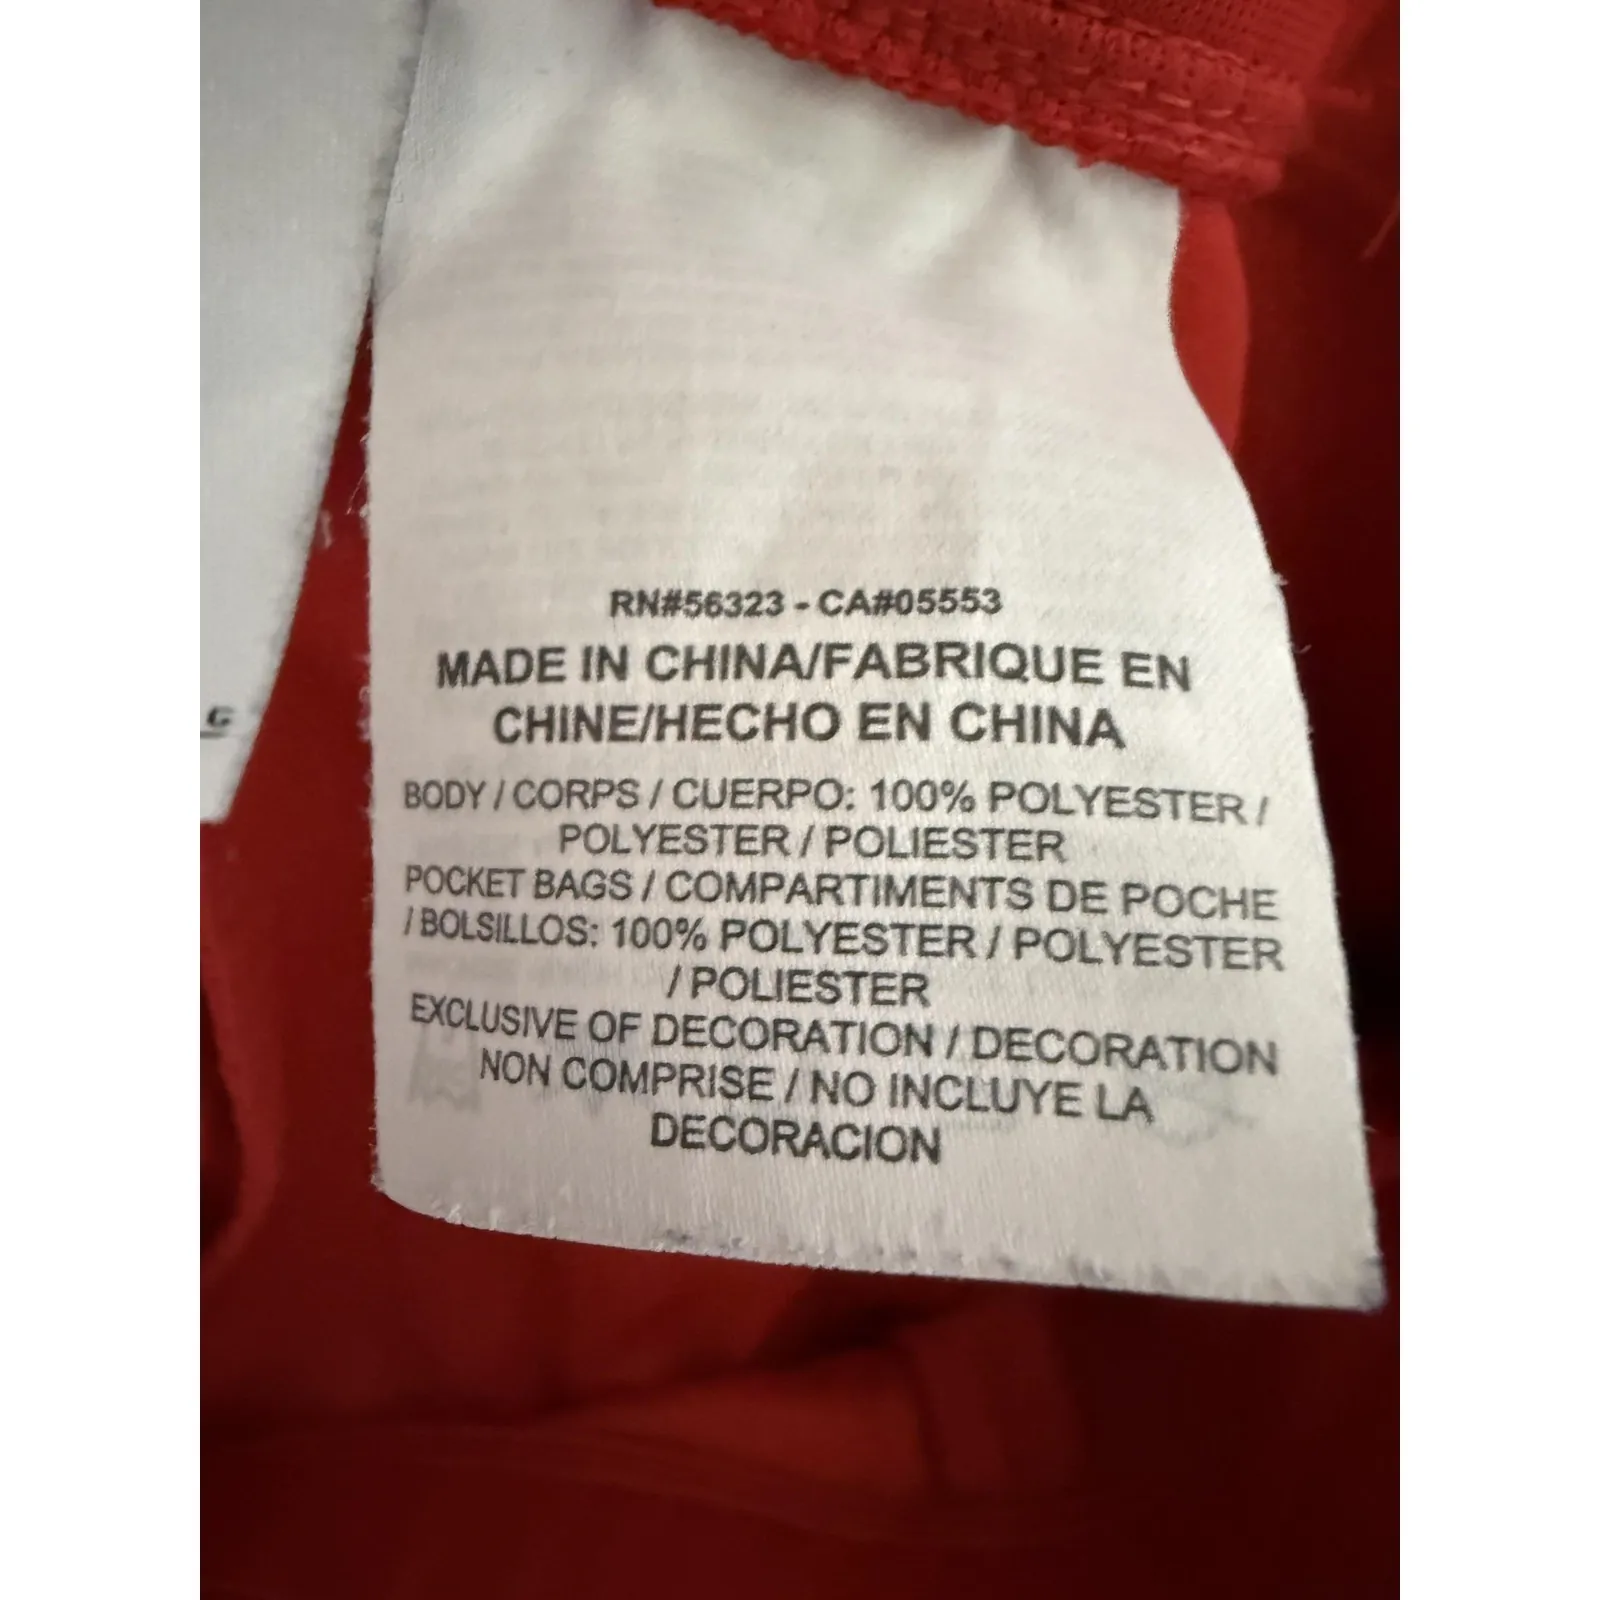 RN#56323 - CA#05553
MADE IN CHINA/FABRIQUE EN
CHINE/HECHO EN CHINA
BODY / CORPS / CUERPO: 100% POLYESTER /
POLYESTER / POLIESTER
POCKET BAGS / COMPARTIMENTS DE POCHE
/ BOLSILLOS: 100% POLYESTER / POLYESTER
/ POLIESTER
EXCLUSIVE OF DECORATION / DECORATION
NON COMPRISE / NO INCLUYE LA
DECORACION
G